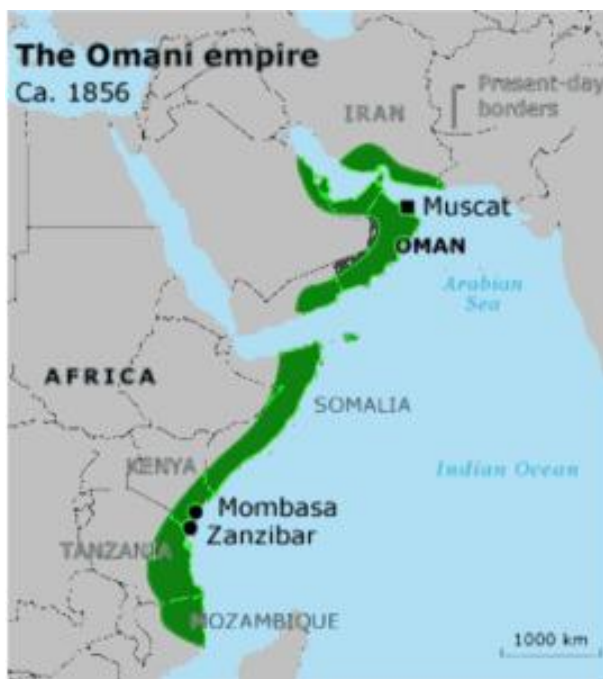 The Omani empire
Ca. 1856
Present-day
borders
IRAN
Muscat
OMAN
Arabian
Sea
AFRICA
SOMALIA
Indian Ocean
KENYA
Mombasa
Zanzibar
TANZANIA
MOZAMBIQUE
1000 km